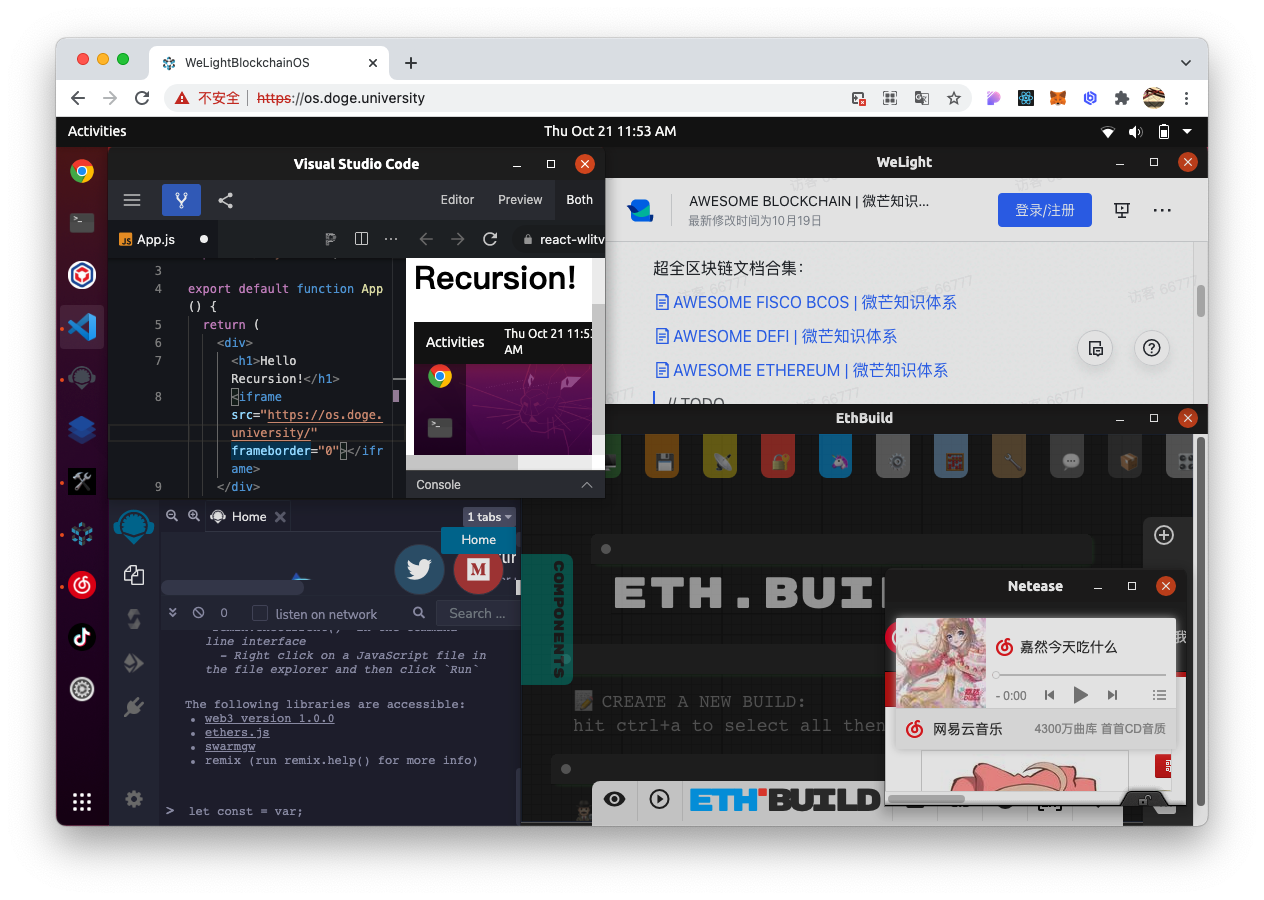 WeLightBlockchainOS
不安全
https://os.doge.university
Activities
Thu Oct 21 11:53 AM
Visual Studio Code
Editor
Preview
Both
JS
App.js
react-wlitv
3
4
export default function App
() {
5
return (
6
<div>
7
<h1>Hello
Recursion!</h1>
8
<iframe
src="https://os.doge.
university/"
frameborder="0"></ifr
ame>
9
</div>
Recursion!
Activities
Thu Oct 21 11:53
AM
Console
WeLight
AWESOME BLOCKCHAIN | 微芒知识...
最新修改时间为10月19日
登录/注册
访客 66777
超全区块链文档合集：
AWESOME FISCO BCOS | 微芒知识体系
AWESOME DEFI | 微芒知识体系
AWESOME ETHEREUM | 微芒知识体系
// TODO
EthBuild
COMPONENTS
ETH.BUI
CREATE A NEW BUILD:
hit ctrl+a to select all then
ETH BUILD
Home
1 tabs
Home
0
listen on network
Search ...
line interface
- Right click on a JavaScript file in
the file explorer and then click `Run`
The following libraries are accessible:
web3 version 1.0.0
ethers.js
swarmgw
remix (run remix.help() for more info)
> let const = var;
Netease
我
嘉然今天吃什么
- 0:00
网易云音乐
4300万曲库 首首CD音质